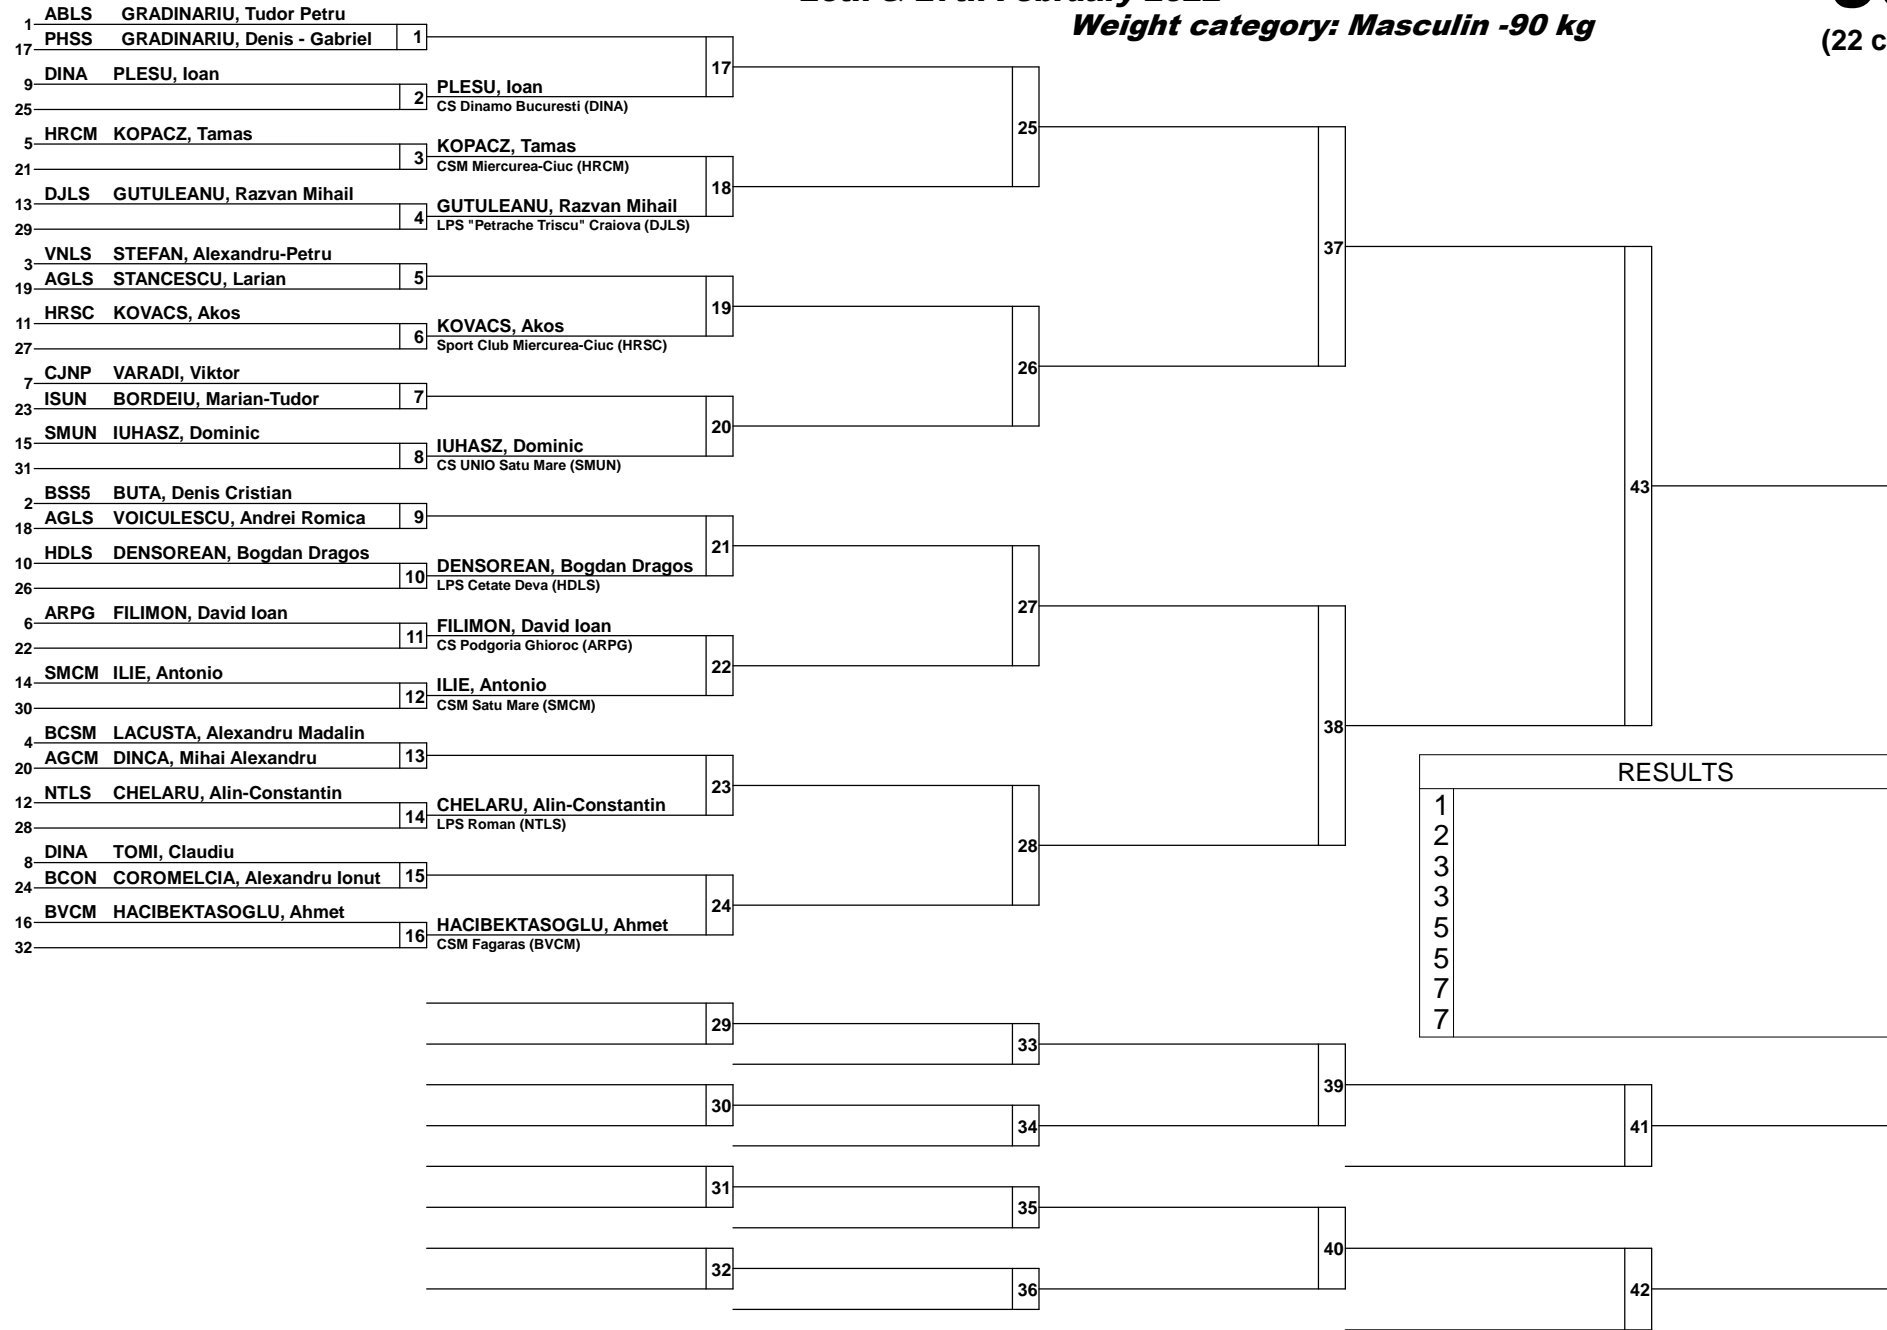 Weight category: Masculin -90 kg
(22 c
1 ABLS GRADINARIU, Tudor Petru
17 PHSS GRADINARIU, Denis - Gabriel 1
9 DINA PLESU, Ioan
25
2 PLESU, Ioan
CS Dinamo Bucuresti (DINA)
17
5 HRCM KOPACZ, Tamas
21
3 KOPACZ, Tamas
CSM Miercurea-Ciuc (HRCM)
18
25
13 DJLS GUTULEANU, Razvan Mihail
29
4 GUTULEANU, Razvan Mihail
LPS "Petrache Triscu" Craiova (DJLS)
3 VNLS STEFAN, Alexandru-Petru
19 AGLS STANCESCU, Larian 5
37
11 HRSC KOVACS, Akos
27
6 KOVACS, Akos
Sport Club Miercurea-Ciuc (HRSC)
19
7 CJNP VARADI, Viktor
23 ISUN BORDEIU, Marian-Tudor 7
26
15 SMUN IUHASZ, Dominic
31
8 IUHASZ, Dominic
CS UNIO Satu Mare (SMUN)
20
2 BSS5 BUTA, Denis Cristian
18 AGLS VOICULESCU, Andrei Romica 9
43
10 HDLS DENSOREAN, Bogdan Dragos
26
10 DENSOREAN, Bogdan Dragos
LPS Cetate Deva (HDLS)
21
6 ARPG FILIMON, David Ioan
22
11 FILIMON, David Ioan
CS Podgoria Ghioroc (ARPG)
27
14 SMCM ILIE, Antonio
30
12 ILIE, Antonio
CSM Satu Mare (SMCM)
22
4 BCSM LACUSTA, Alexandru Madalin
20 AGCM DINCA, Mihai Alexandru 13
38
12 NTLS CHELARU, Alin-Constantin
28
14 CHELARU, Alin-Constantin
LPS Roman (NTLS)
23
8 DINA TOMI, Claudiu
24 BCON COROMELCIA, Alexandru Ionut 15
28
16 BVCM HACIBEKTASOGLU, Ahmet
32
16 HACIBEKTASOGLU, Ahmet
CSM Fagaras (BVCM)
24
RESULTS
1
2
3
3
5
5
7
7
29
33
30
34
39
41
31
35
32
36
40
42